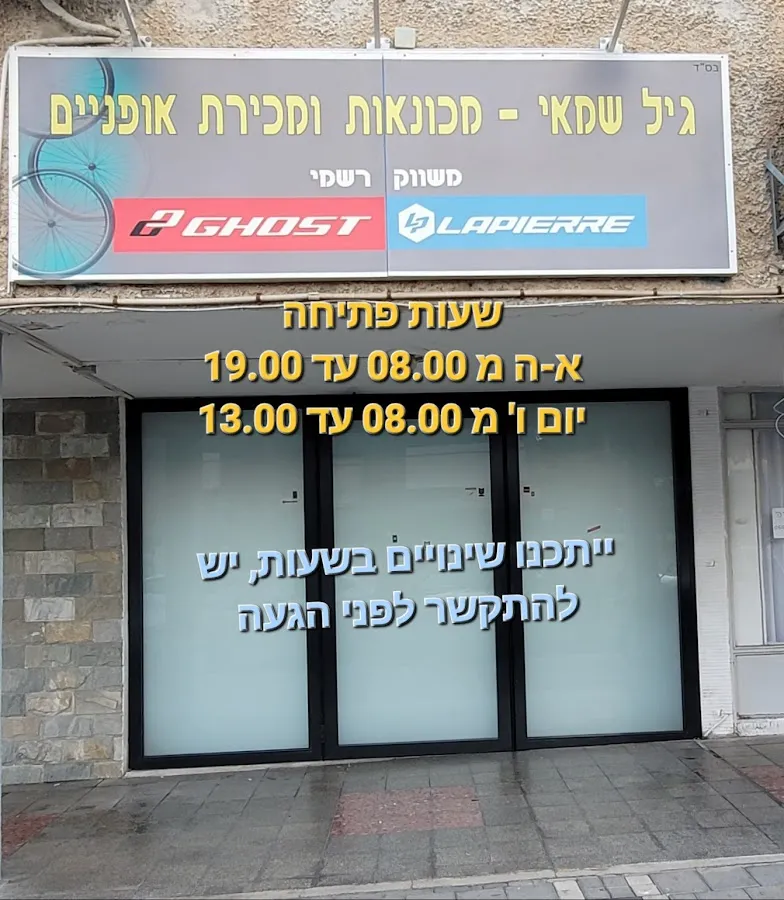 בס"ד
גיל שמאי - מכונאות ומכירת אופניים
משווק רשמי
GHOST LAPIERRE
שעות פתיחה
א-ה מ 08.00 עד 19.00
יום ו' מ 08.00 עד 13.00
ייתכנו שינויים בשעות, יש
להתקשר לפני הגעה